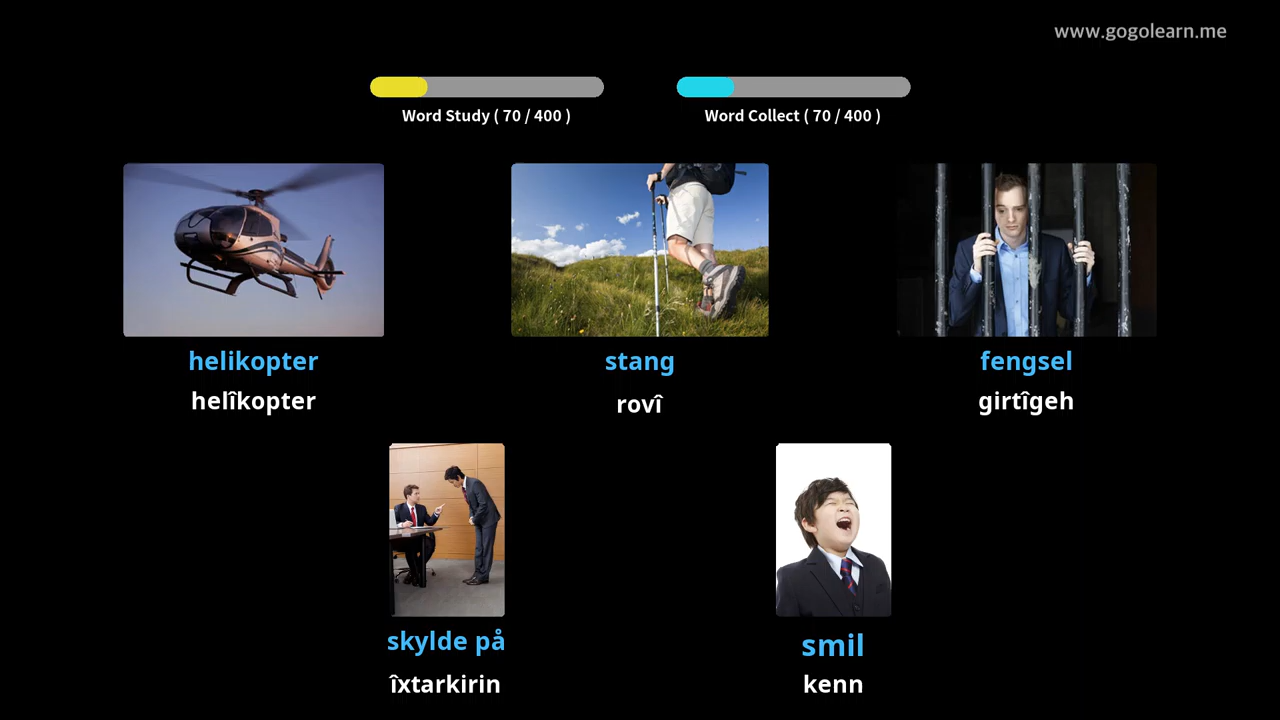 www.gogolearn.me
Word Study ( 70 / 400 )
Word Collect ( 70 / 400 )
helikopter
helîkopter
stang
rovî
fengsel
girtîgeh
skylde på
îxtarkirin
smil
kenn